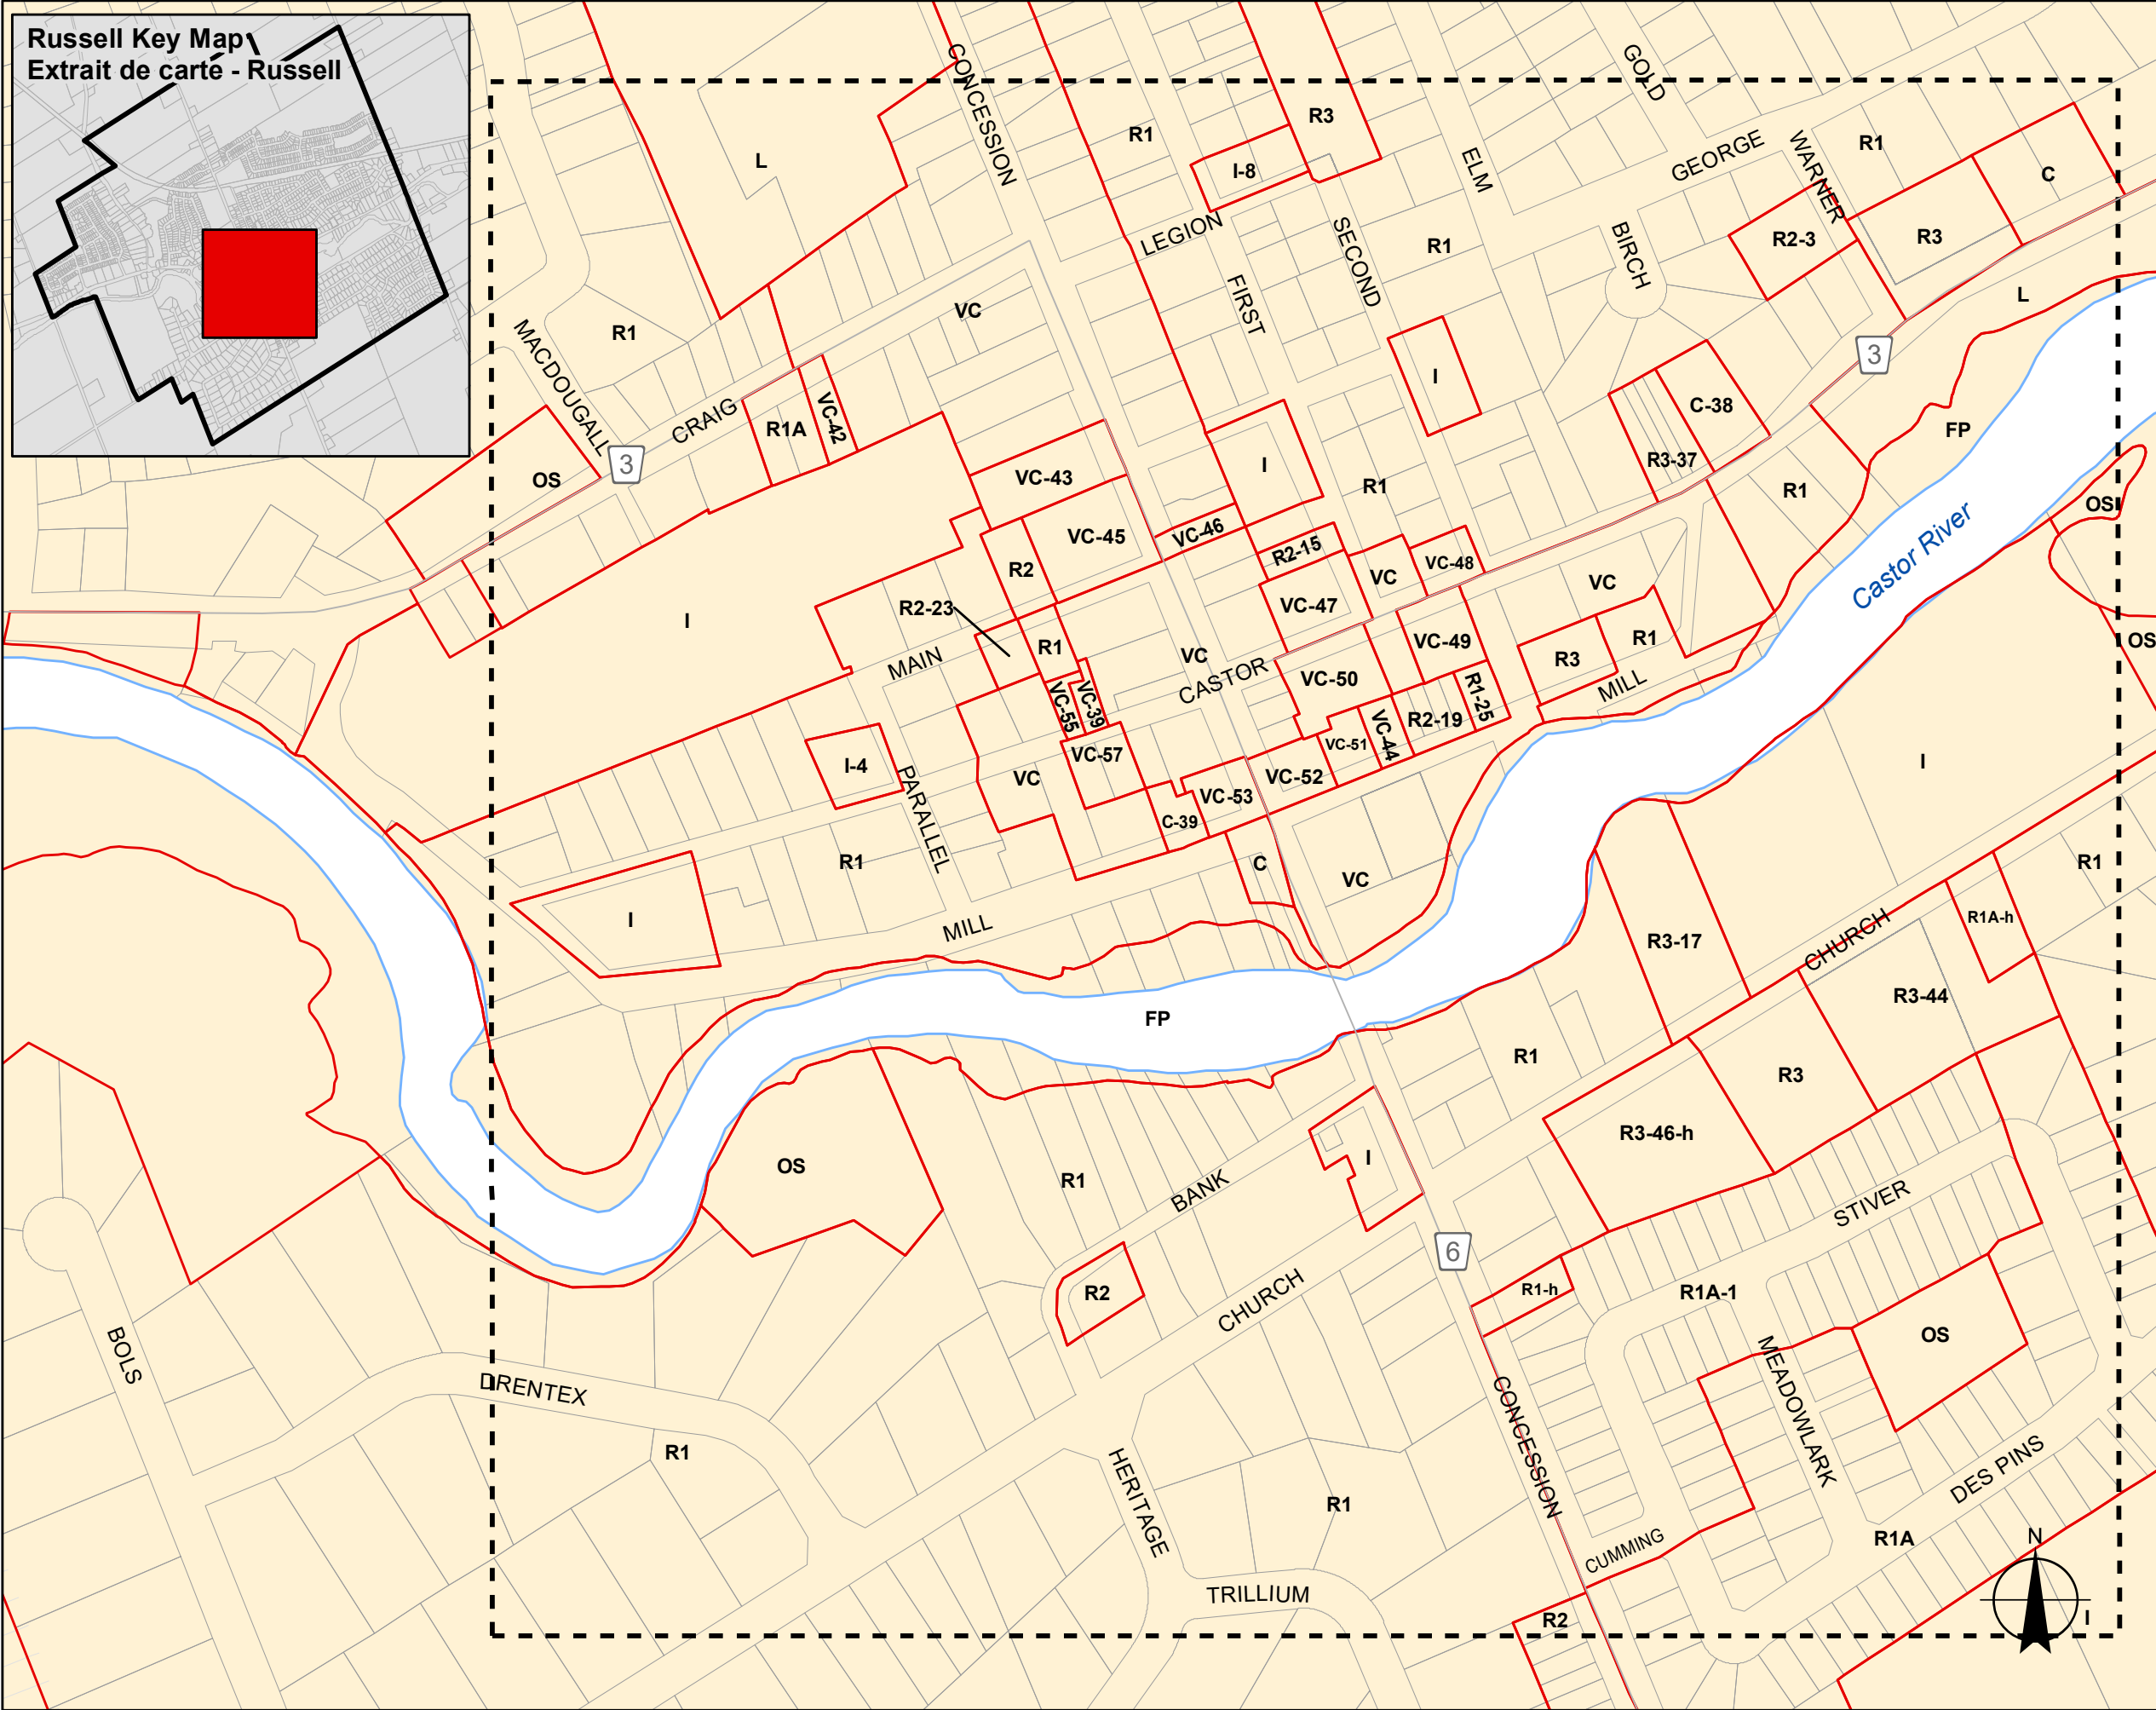 Russell Key Map
Extrait de carte - Russell
CONCESSION
GOLD
R3
R1
L
I-8
ELM
GEORGE
WARNER
R1
C
LEGION
SECOND
R1
BIRCH
R2-3
R3
FIRST
L
VC
MACDOUGALL
R1
3
I
CRAIG
R1A
VC-42
C-38
FP
3
OS
VC-43
I
R1
R3-37
R1
OS
VC-45
VC-46
R2-15
VC
VC-48
Castor River
R2
VC
R2-23
VC-47
I
R1
VC
VC-49
R1
OS
MAIN
CASTOR
VC-50
R3
MILL
VC-55
VC-39
R2-19
R1-25
VC-51
VC-44
I-4
VC-57
VC
VC-52
I
PARALLEL
VC-53
C-39
R1
C
VC
R1
I
MILL
R3-17
CHURCH
R1A-h
R3-44
FP
R1
R3
R3-46-h
OS
R1
BANK
I
STIVER
6
R2
CHURCH
R1-h
R1A-1
BOLS
OS
DRENTEX
CONCESSION
MEADOWLARK
R1
HERITAGE
R1
DES PINS
R1A
CUMMING
N
TRILLIUM
R2
I